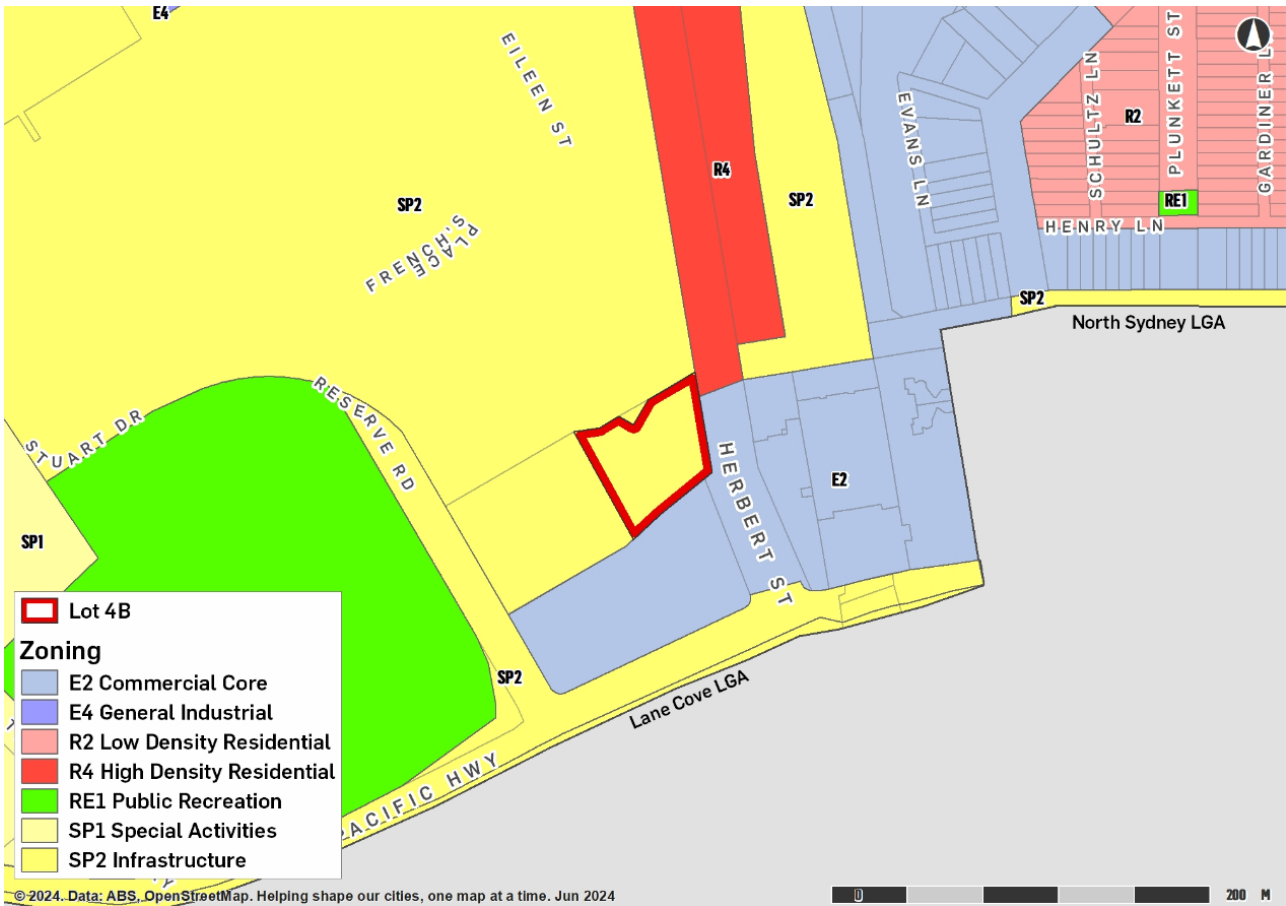 E4
EILEEN ST
SP2
FRENCH'S
PLACE
R4
SP2
EVANS LN
SCHULTZ LN
R2
PLUNKETT ST
GARDINER L
RE1
HENRY LN
SP2
North Sydney LGA
STUART DR
RESERVE RD
SP1
HERBERT ST
E2
SP2
Lane Cove LGA
PACIFIC HWY
Lot 4B
Zoning
E2 Commercial Core
E4 General Industrial
R2 Low Density Residential
R4 High Density Residential
RE1 Public Recreation
SP1 Special Activities
SP2 Infrastructure
© 2024. Data: ABS, OpenStreetMap. Helping shape our cities, one map at a time. Jun 2024
0 200 M